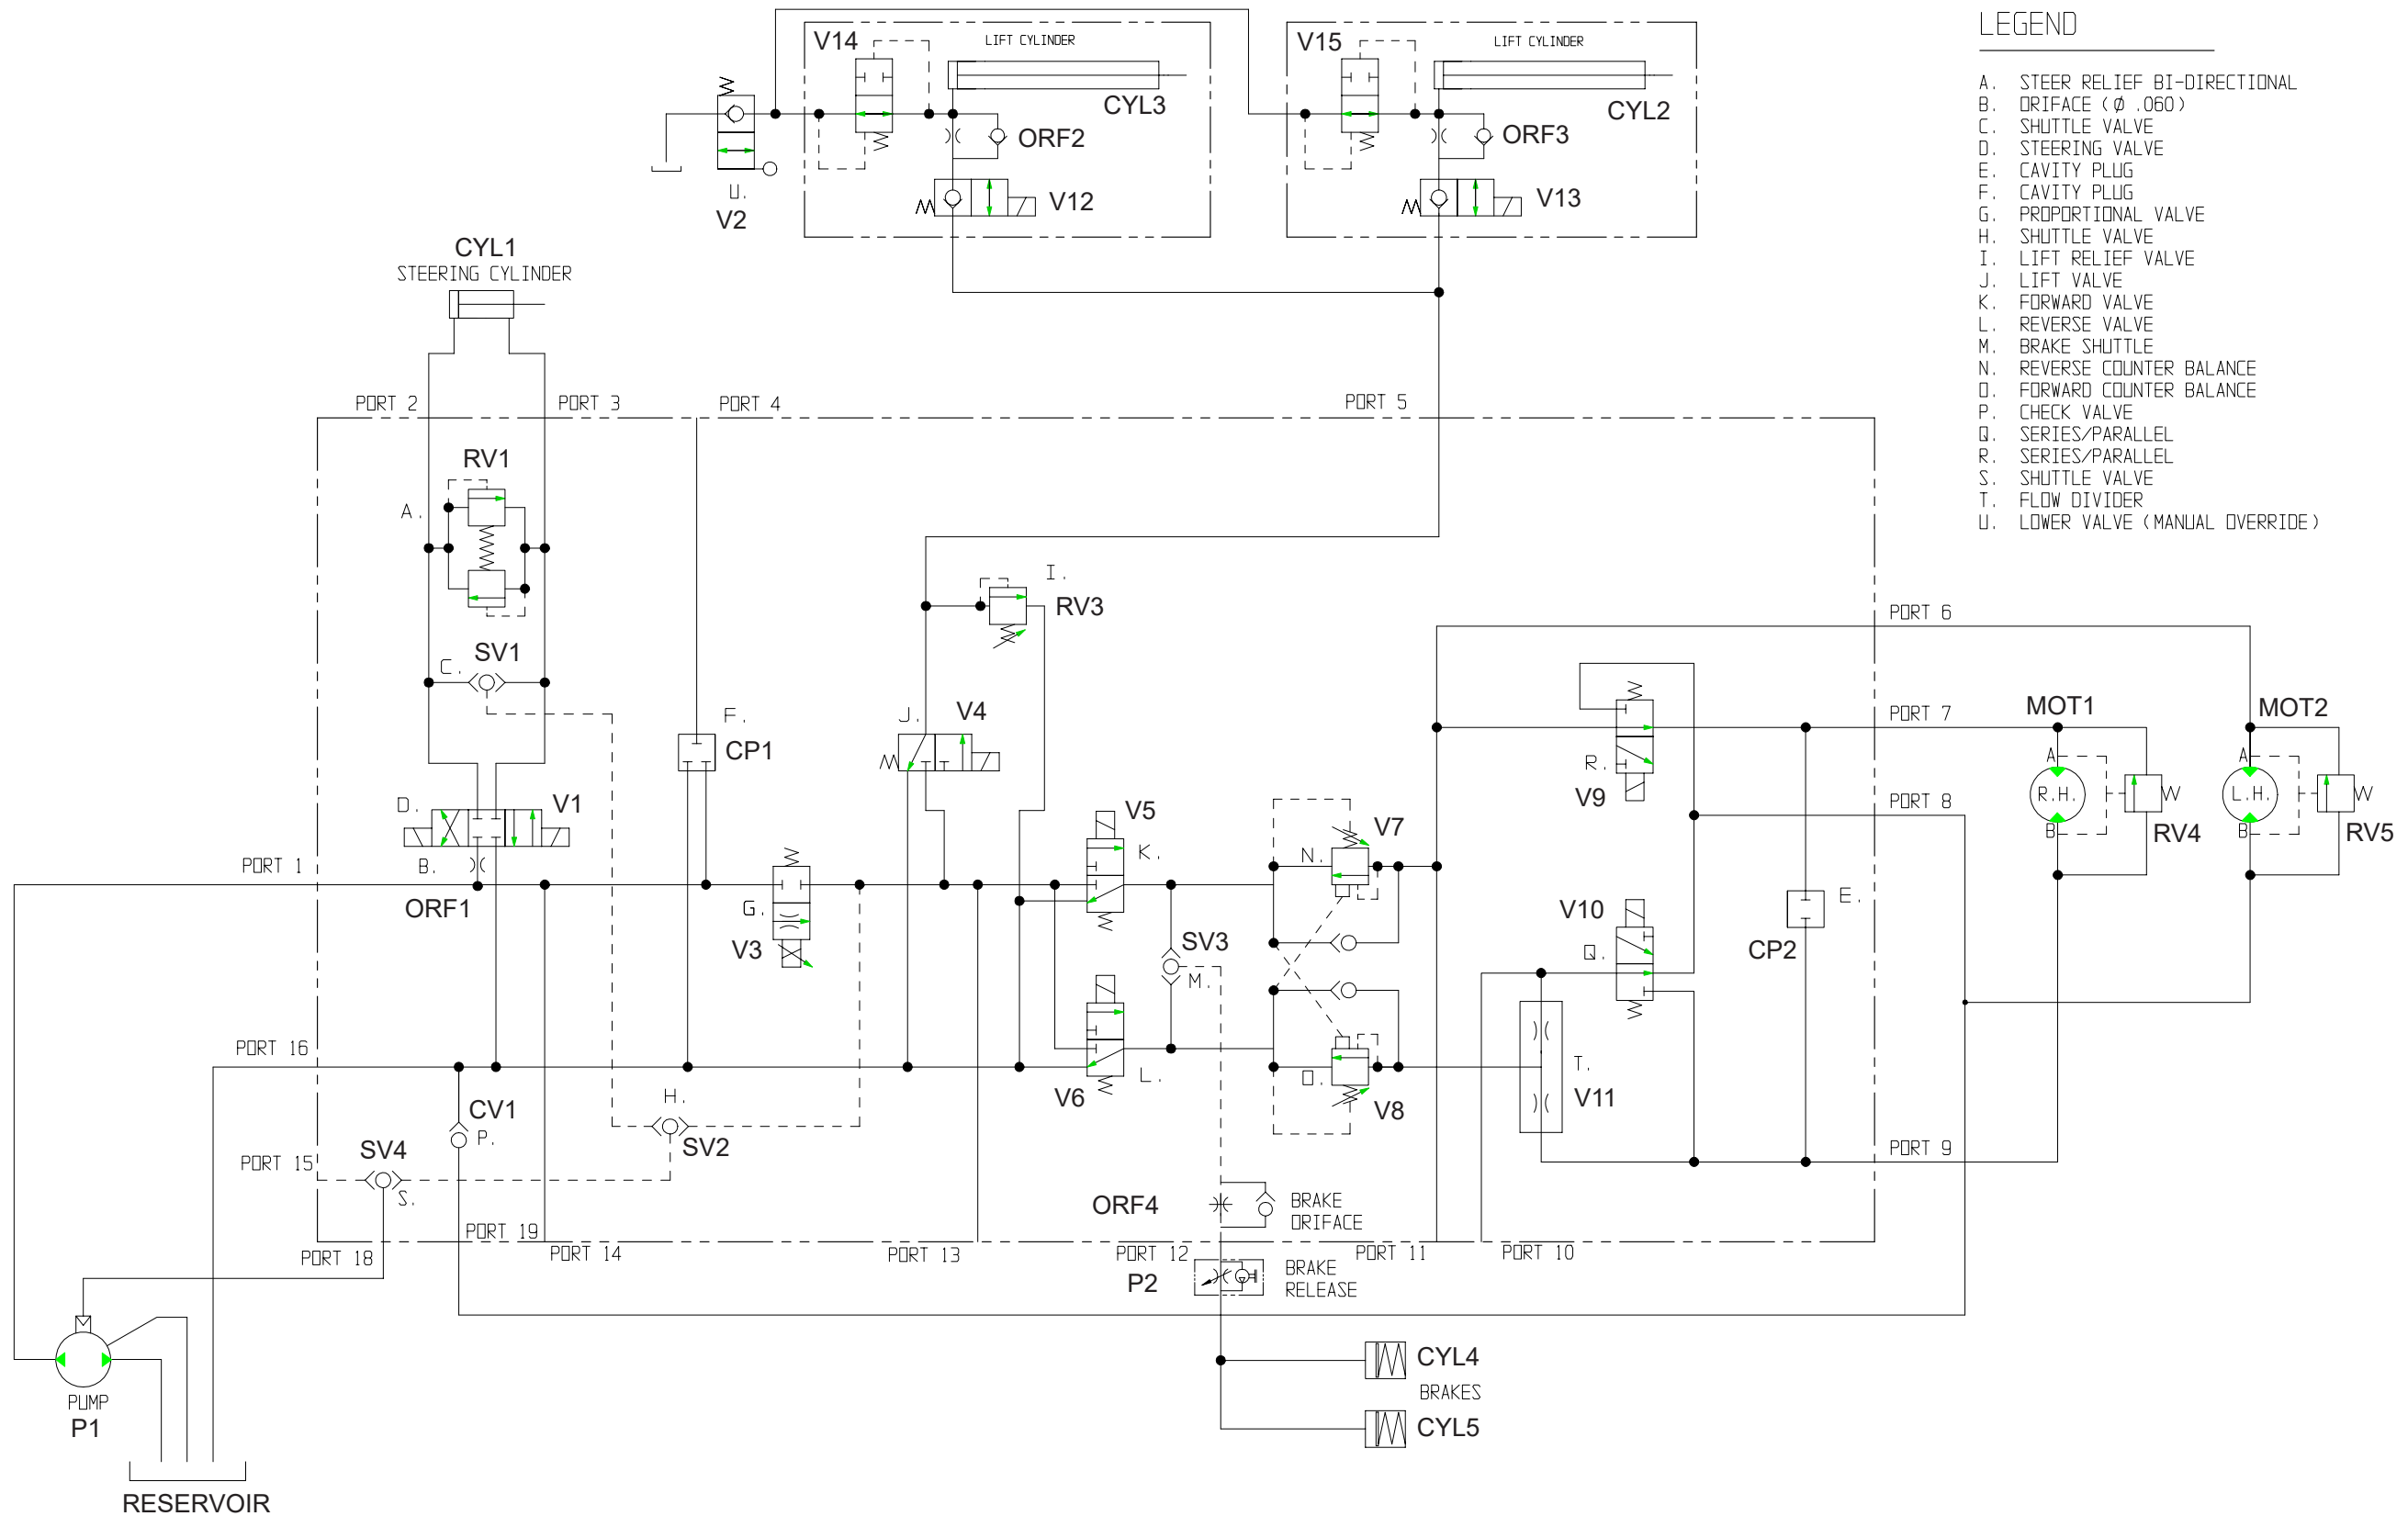 LEGEND
A. STEER RELIEF BI-DIRECTIONAL
B. ORIFACE (Ø .060)
C. SHUTTLE VALVE
D. STEERING VALVE
E. CAVITY PLUG
F. CAVITY PLUG
G. PROPORTIONAL VALVE
H. SHUTTLE VALVE
I. LIFT RELIEF VALVE
J. LIFT VALVE
K. FORWARD VALVE
L. REVERSE VALVE
M. BRAKE SHUTTLE
N. REVERSE COUNTER BALANCE
O. FORWARD COUNTER BALANCE
P. CHECK VALVE
Q. SERIES/PARALLEL
R. SERIES/PARALLEL
S. SHUTTLE VALVE
T. FLOW DIVIDER
U. LOWER VALVE (MANUAL OVERRIDE)
V14
LIFT CYLINDER
CYL3
ORF2
V12
V15
LIFT CYLINDER
CYL2
ORF3
V13
U.
V2
CYL1
STEERING CYLINDER
PORT 2
PORT 3
PORT 4
PORT 5
RV1
A.
SV1
C.
I.
RV3
PORT 6
F.
CP1
J.
V4
PORT 7
MOT1
MOT2
R.
V9
A
R.H.
B
RV4
A
L.H.
B
RV5
PORT 8
D.
V1
B.
ORF1
PORT 1
V5
K.
V7
N.
G.
V3
V10
Q.
E.
CP2
SV3
M.
PORT 16
V6
L.
O.
V8
T.
V11
CV1
P.
H.
SV2
SV4
PORT 15
S.
PORT 9
ORF4
BRAKE
ORIFACE
PORT 19
PORT 18
PORT 14
PORT 13
PORT 12
PORT 11
PORT 10
P2
BRAKE
RELEASE
PUMP
P1
CYL4
BRAKES
CYL5
RESERVOIR